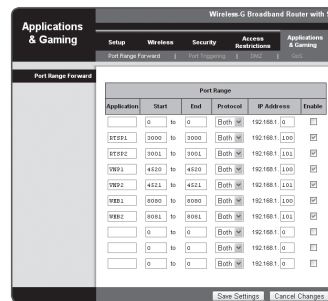 Wireless-G Broadband Router with
Applications & Gaming
Setup Wireless Security Access Restrictions Applications & Gaming
Port Range Forward | Port Triggering | DMZ | QoS
Port Range Forward
Port Range
Application Start End Protocol IP Address Enable
0 to 0 Both 192.168.1. 0
RTSP1 3000 to 3000 Both 192.168.1. 100
RTSP2 3001 to 3001 Both 192.168.1. 101
VNP1 4520 to 4520 Both 192.168.1. 100
VNP2 4521 to 4521 Both 192.168.1. 101
WEB1 8080 to 8080 Both 192.168.1. 100
WEB2 8081 to 8081 Both 192.168.1. 101
0 to 0 Both 192.168.1. 0
0 to 0 Both 192.168.1. 0
0 to 0 Both 192.168.1. 0
Save Settings Cancel Changes